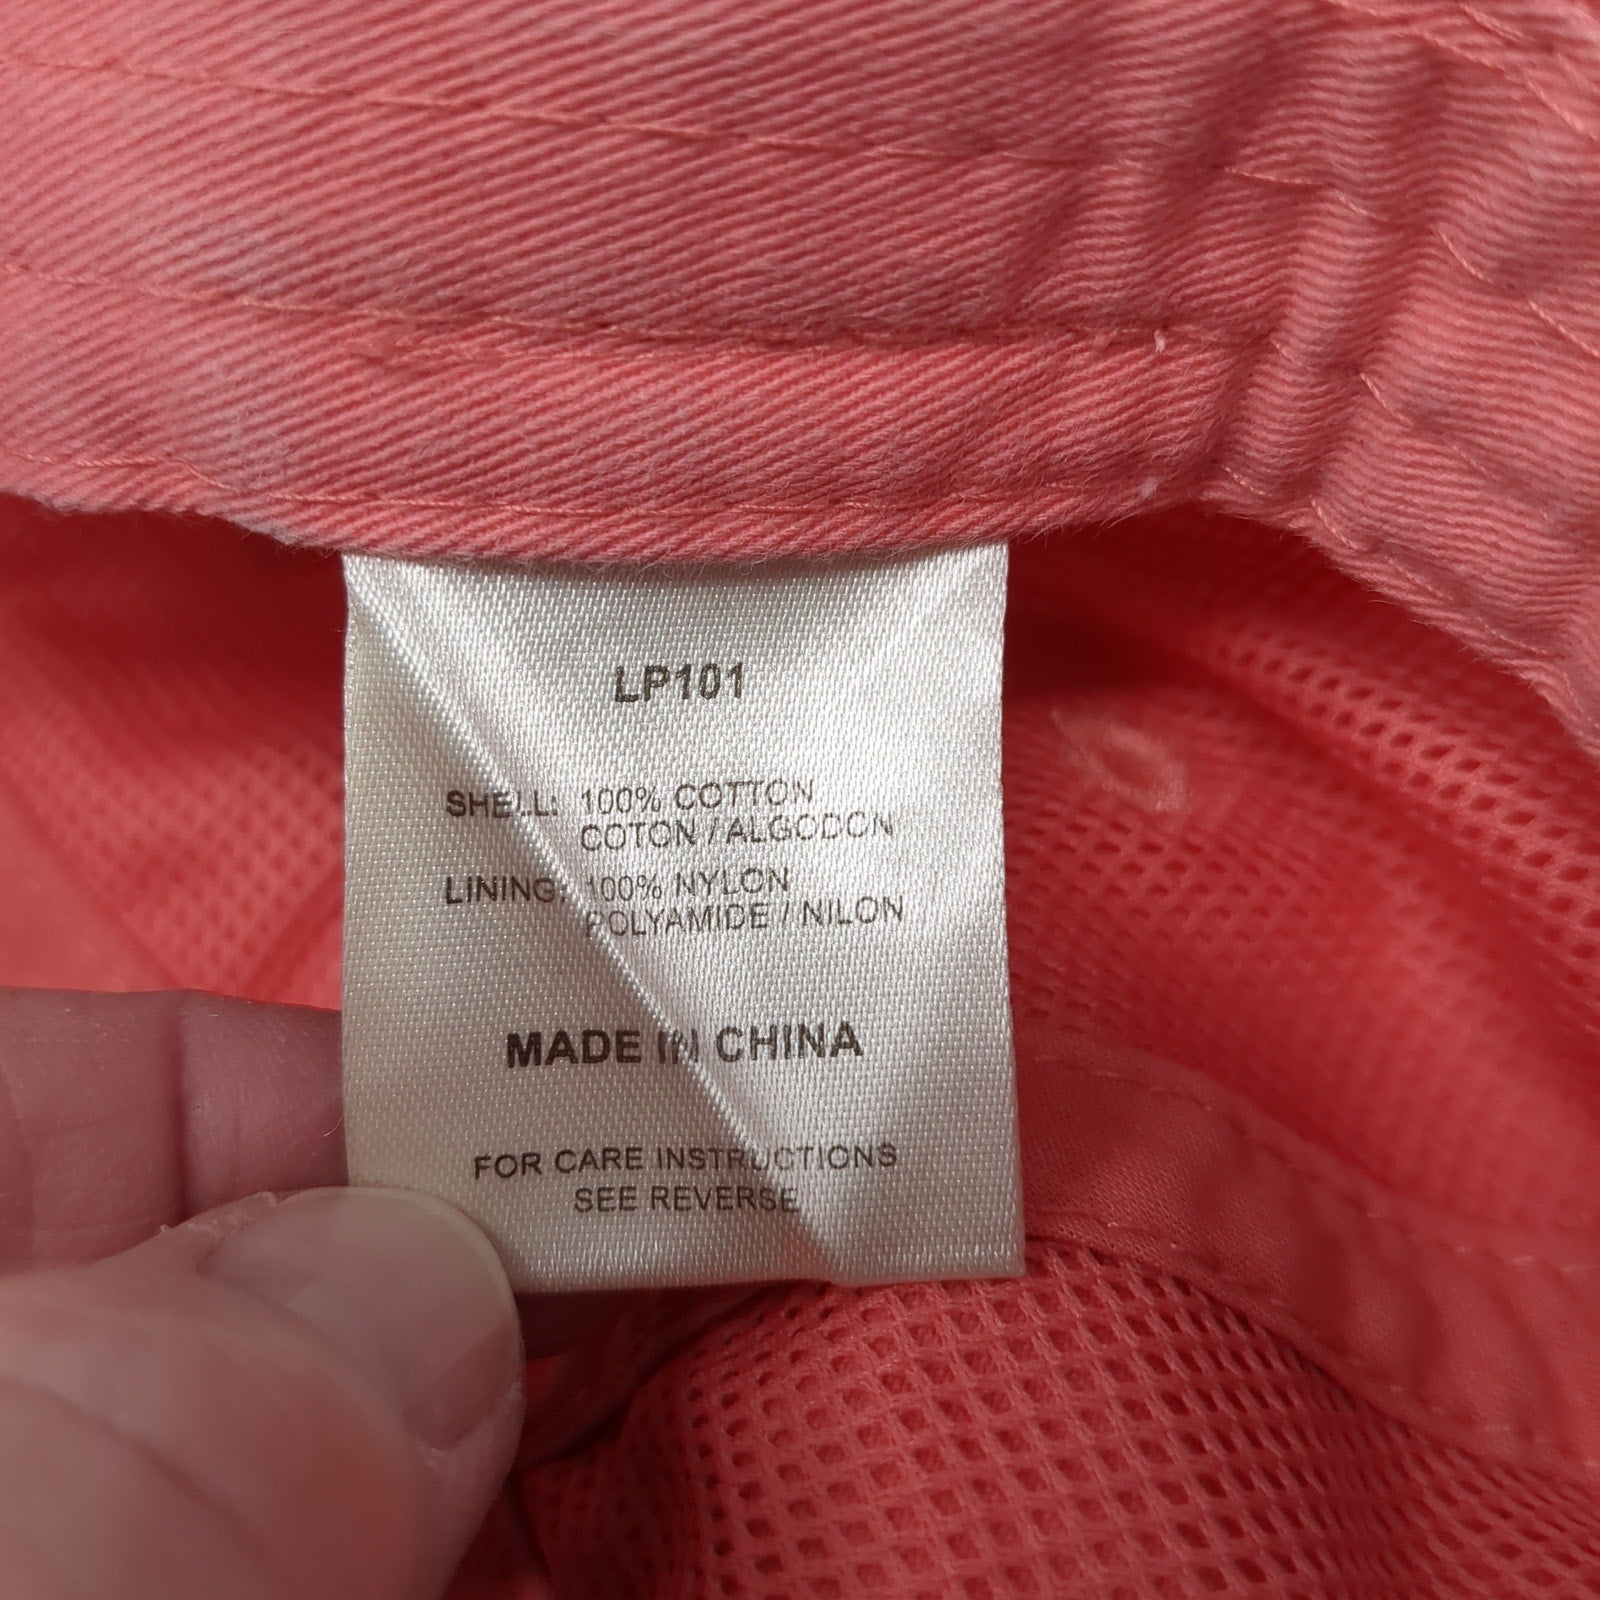 LP101
SHELL: 100% COTTON
COTON / ALGODON
LINING: 100% NYLON
POLYAMIDE / NILON
MADE IN CHINA
FOR CARE INSTRUCTIONS
SEE REVERSE